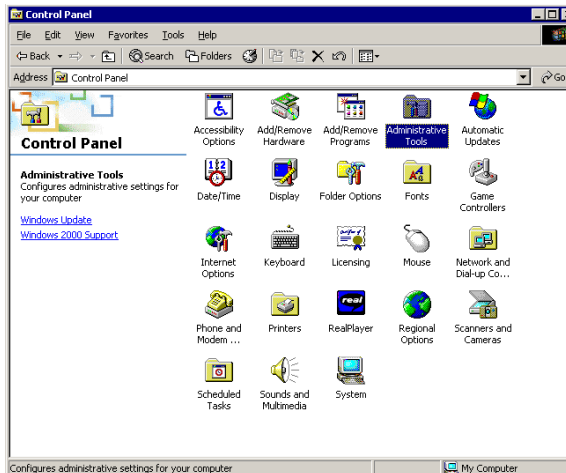 Control Panel
File Edit View Favorites Tools Help
Back Search Folders
Address Control Panel Go
Control Panel
Administrative Tools
Configures administrative settings for
your computer
Windows Update
Windows 2000 Support
Accessibility
Options
Add/Remove
Hardware
Add/Remove
Programs
Administrative
Tools
Automatic
Updates
Date/Time
Display
Folder Options
Fonts
Game
Controllers
Internet
Options
Keyboard
Licensing
Mouse
Network and
Dial-up Co...
Phone and
Modem ...
Printers
real
RealPlayer
Regional
Options
Scanners and
Cameras
Scheduled
Tasks
Sounds and
Multimedia
System
Configures administrative settings for your computer
My Computer